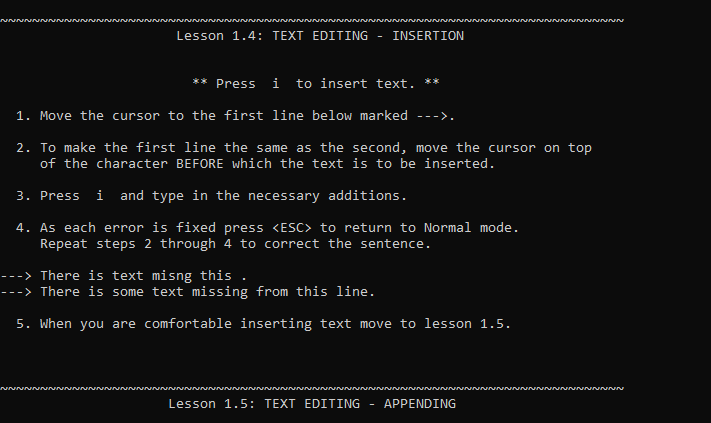 ~~~~~~~~~~~~~~~~~~~~~~~~~~~~~~~~~~~~~~~~~~~~~~~~~~~~~~~~~~~~~~~~~~~~~~~~~~~~~~
Lesson 1.4: TEXT EDITING - INSERTION
** Press  i  to insert text. **
1. Move the cursor to the first line below marked --->.
2. To make the first line the same as the second, move the cursor on top
of the character BEFORE which the text is to be inserted.
3. Press  i  and type in the necessary additions.
4. As each error is fixed press <ESC> to return to Normal mode.
Repeat steps 2 through 4 to correct the sentence.
---> There is text misng this .
---> There is some text missing from this line.
5. When you are comfortable inserting text move to lesson 1.5.
~~~~~~~~~~~~~~~~~~~~~~~~~~~~~~~~~~~~~~~~~~~~~~~~~~~~~~~~~~~~~~~~~~~~~~~~~~~~~~
Lesson 1.5: TEXT EDITING - APPENDING